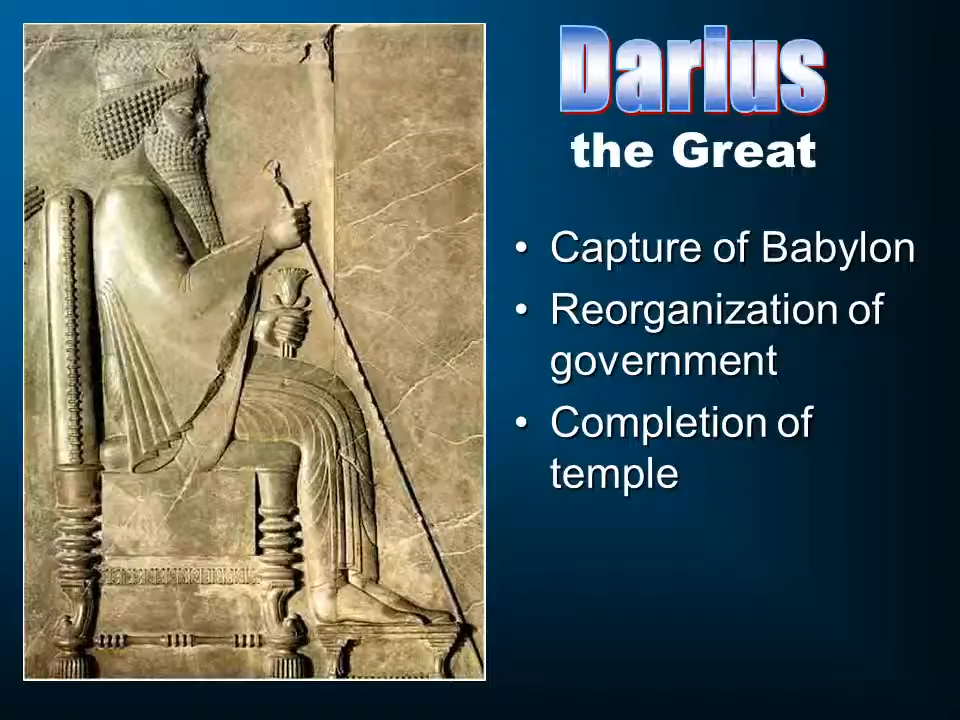 Darius
the Great
• Capture of Babylon
• Reorganization of
government
• Completion of
temple